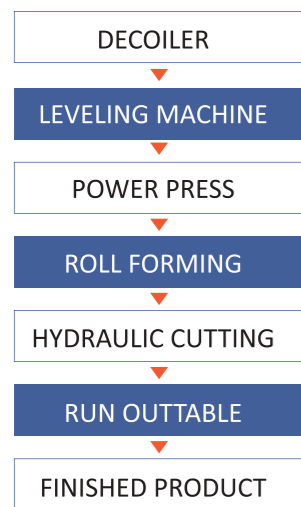 DECOILER
LEVELING MACHINE
POWER PRESS
ROLL FORMING
HYDRAULIC CUTTING
RUN OUTTABLE
FINISHED PRODUCT